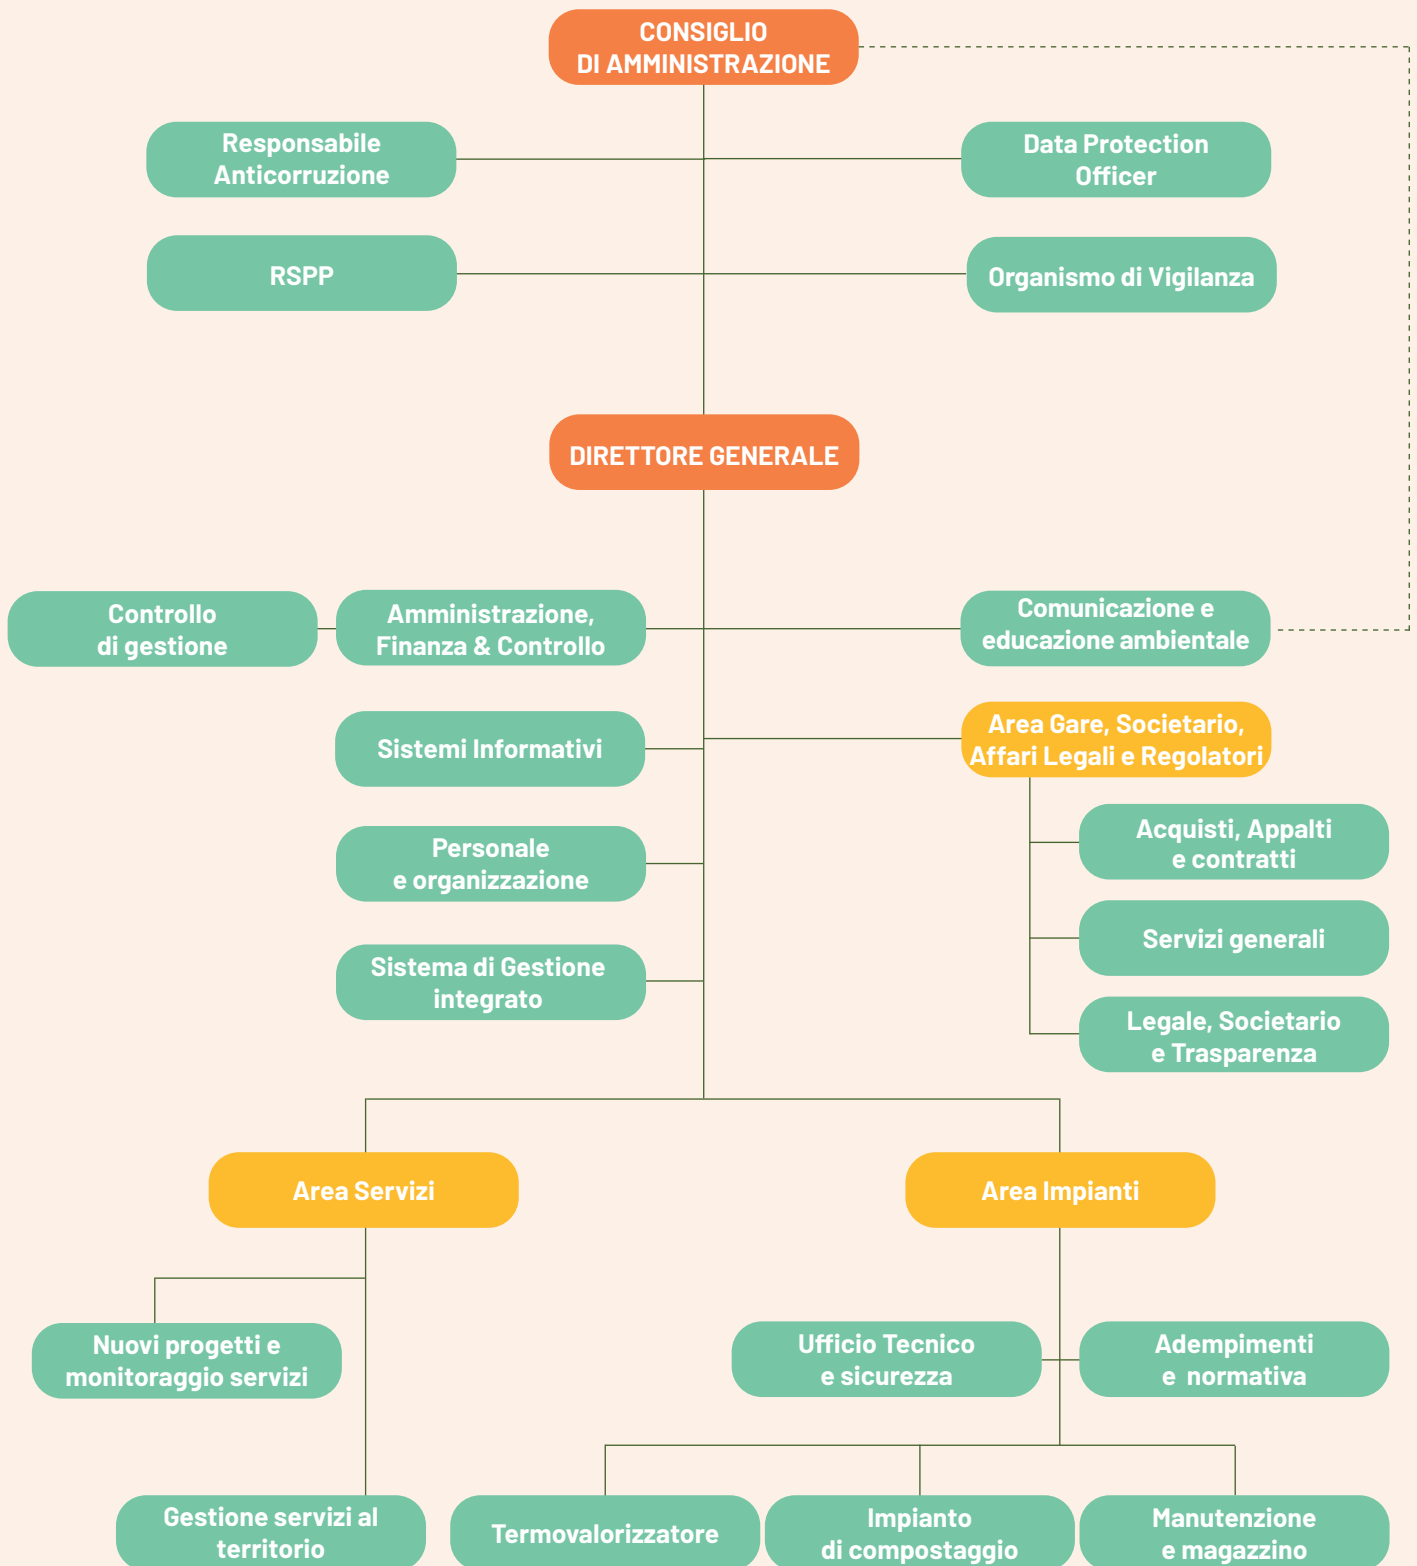 CONSIGLIO
DI AMMINISTRAZIONE
Responsabile
Anticorruzione
Data Protection
Officer
RSPP
Organismo di Vigilanza
DIRETTORE GENERALE
Controllo
di gestione
Amministrazione,
Finanza & Controllo
Comunicazione e
educazione ambientale
Sistemi Informativi
Area Gare, Societario,
Affari Legali e Regolatori
Personale
e organizzazione
Acquisti, Appalti
e contratti
Servizi generali
Sistema di Gestione
integrato
Legale, Societario
e Trasparenza
Area Servizi
Area Impianti
Nuovi progetti e
monitoraggio servizi
Ufficio Tecnico
e sicurezza
Adempimenti
e normativa
Gestione servizi al
territorio
Termovalorizzatore
Impianto
di compostaggio
Manutenzione
e magazzino